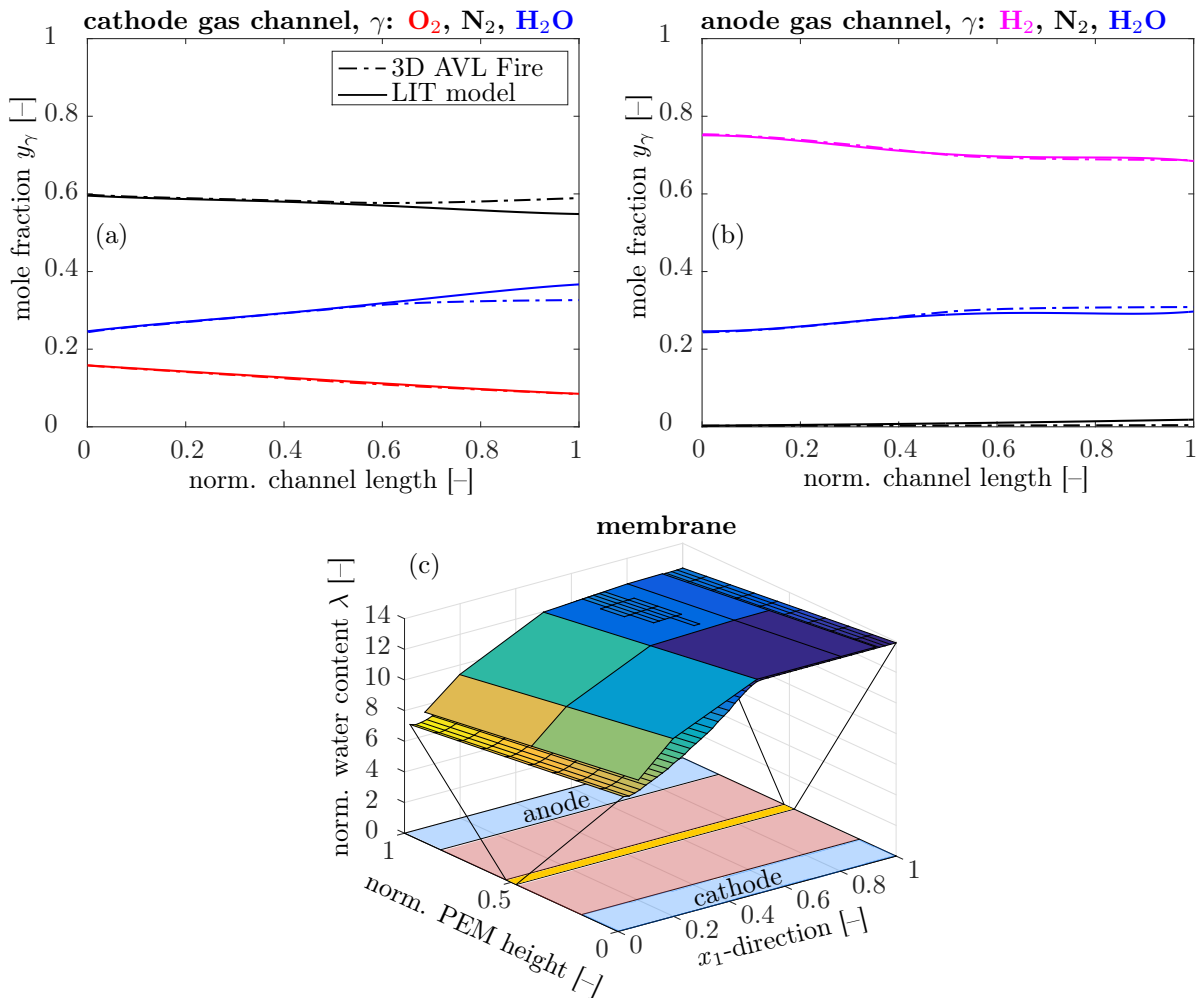 cathode gas channel, γ: O₂, N₂, H₂O
mole fraction yγ [–]
1
0.8
0.6
0.4
0.2
0
3D AVL Fire
LIT model
(a)
0 0.2 0.4 0.6 0.8 1
norm. channel length [–]
anode gas channel, γ: H₂, N₂, H₂O
mole fraction yγ [–]
1
0.8
0.6
0.4
0.2
0
(b)
0 0.2 0.4 0.6 0.8 1
norm. channel length [–]
membrane
(c)
norm. water content λ [–]
14
12
10
8
6
4
2
0
anode
cathode
1
0.5
0
norm. PEM height [–]
0 0.2 0.4 0.6 0.8 1
x₁-direction [–]